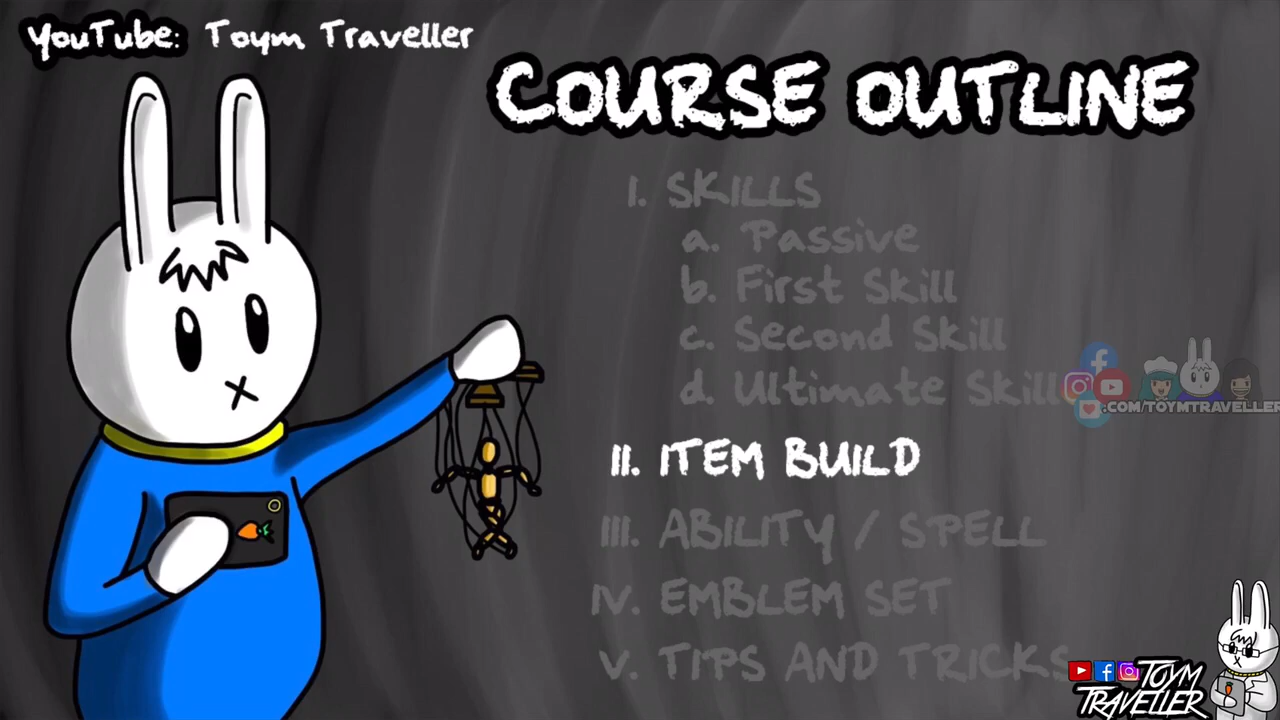 YouTube: Toym Traveller
COURSE OUTLINE
I. SKILLS
a. Passive
b. First Skill
c. Second Skill
d. Ultimate Skill
.COM/TOYMTRAVELLER
II. ITEM BUILD
III. ABILITY / SPELL
IV. EMBLEM SET
V. TIPS AND TRICKS
TOYM
TRAVELLER